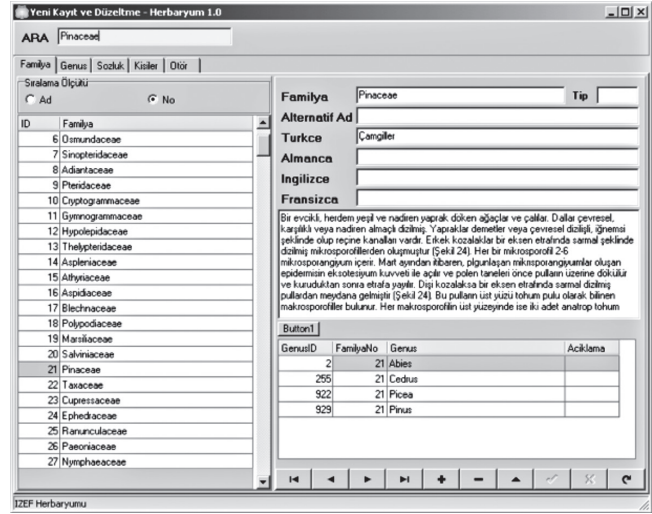 Yeni Kayıt ve Düzeltme - Herbaryum 1.0
ARA Pinaceae
Familya Genus Sozluk Kisiler Otör
Sıralama Ölçütü
Ad No
ID Familya
6 Osmundaceae
7 Sinopteridaceae
8 Adiantaceae
9 Pteridaceae
10 Cryptogrammaceae
11 Gymnogrammaceae
12 Hypolepidaceae
13 Thelypteridaceae
14 Aspleniaceae
15 Athyriaceae
16 Aspidiaceae
17 Blechnaceae
18 Polypodiaceae
19 Marsiliaceae
20 Salviniaceae
21 Pinaceae
22 Taxaceae
23 Cupressaceae
24 Ephedraceae
25 Ranunculaceae
26 Paeoniaceae
27 Nymphaeaceae
Familya Pinaceae Tip
Alternatif Ad
Turkce Çamgiller
Almanca
Ingilizce
Fransizca
Bir evcikli, herdem yeşil ve nadiren yaprak döken ağaçlar ve çalılar. Dallar çevresel,
karşılıklı veya nadiren almaçlı dizilmiş. Yapraklar demetler veya çevresel dizilişli, iğnemsi
şeklinde olup reçine kanalları vardır. Erkek kozalaklar bir eksen etrafında sarmal şeklinde
dizilmiş mikrosporofillerden oluşmuştur (Şekil 24). Her bir mikrosporofil 2-6
mikrosporangiyum içerir. Mart ayından itibaren, olgunlaşan mikrosporangiyumlar oluşan
epidermisin eksotesiyum kuvveti ile açılır ve polen taneleri önce pulların üzerine dökülür
ve kuruduktan sonra etrafa yayılır. Dişi kozalaksa bir eksen etrafında sarmal dizilmiş
pullardan meydana gelmiştir (Şekil 24). Bu pulların üst yüzü tohum pulu olarak bilinen
makrosporofiller bulunur. Her makrosporofilin üst yüzeyinde ise iki adet anatrop tohum
Button1
GenusID FamilyaNo Genus Aciklama
2 21 Abies
255 21 Cedrus
922 21 Picea
929 21 Pinus
IZEF Herbaryumu